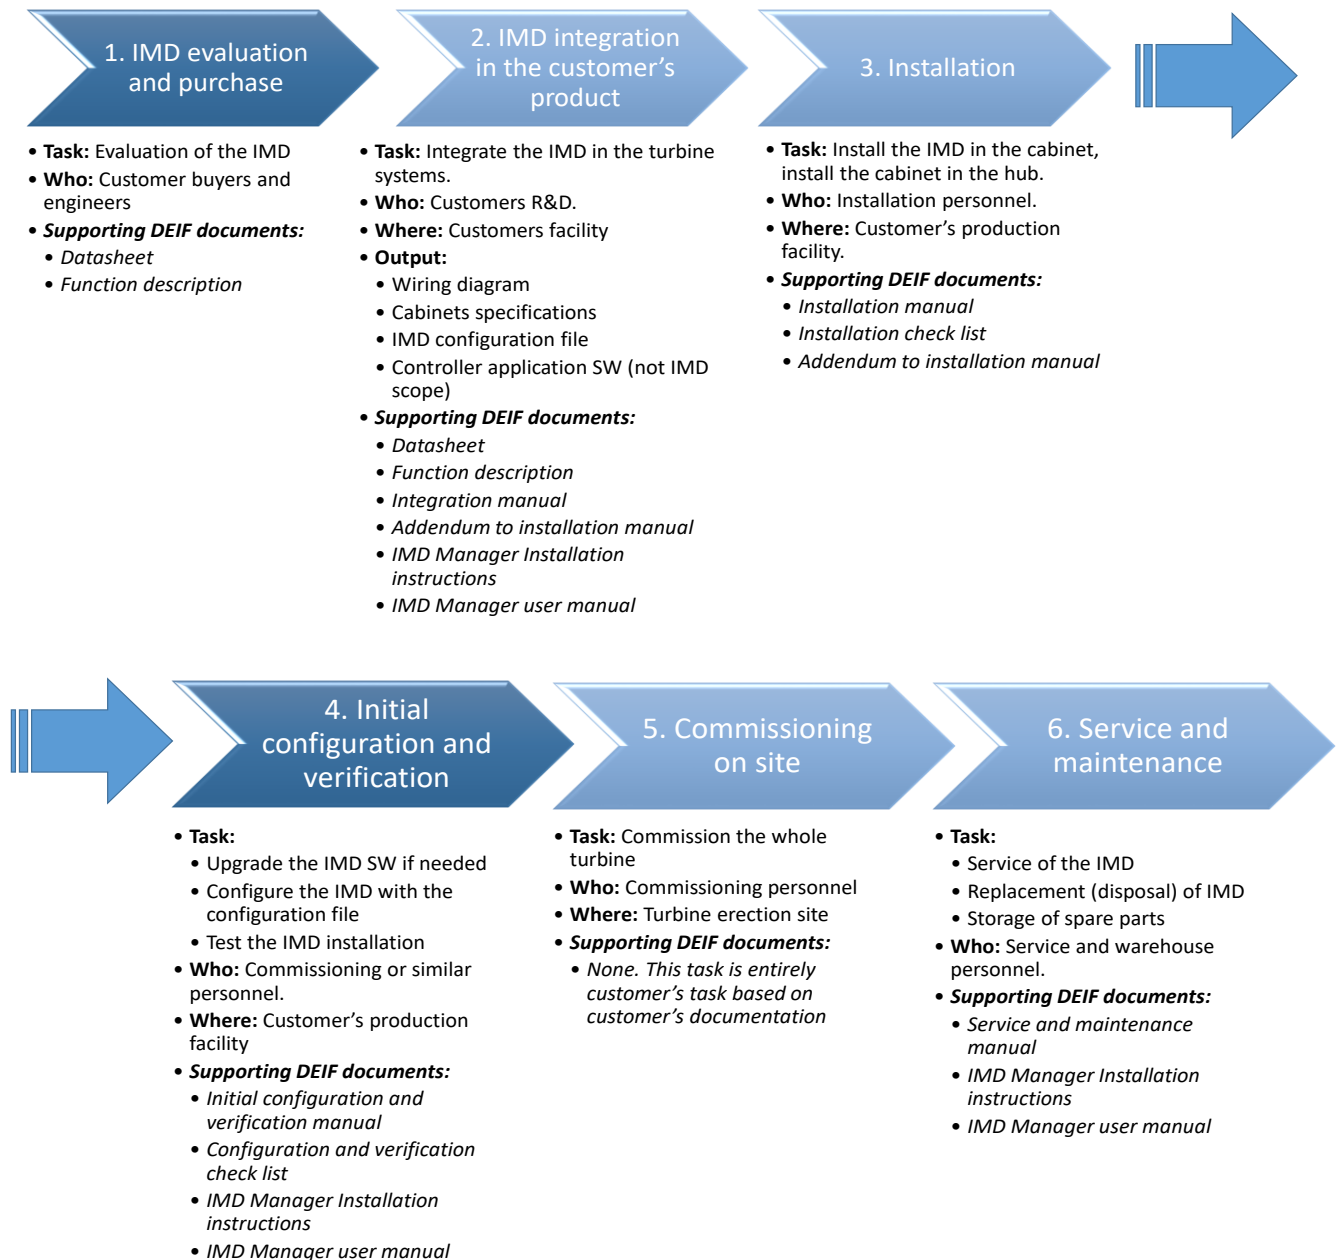 1. IMD evaluation
and purchase
• Task: Evaluation of the IMD
• Who: Customer buyers and
engineers
• Supporting DEIF documents:
• Datasheet
• Function description
2. IMD integration
in the customer’s
product
• Task: Integrate the IMD in the turbine
systems.
• Who: Customers R&D.
• Where: Customers facility
• Output:
• Wiring diagram
• Cabinets specifications
• IMD configuration file
• Controller application SW (not IMD
scope)
• Supporting DEIF documents:
• Datasheet
• Function description
• Integration manual
• Addendum to installation manual
• IMD Manager Installation
instructions
• IMD Manager user manual
3. Installation
• Task: Install the IMD in the cabinet,
install the cabinet in the hub.
• Who: Installation personnel.
• Where: Customer’s production
facility.
• Supporting DEIF documents:
• Installation manual
• Installation check list
• Addendum to installation manual
4. Initial
configuration and
verification
• Task:
• Upgrade the IMD SW if needed
• Configure the IMD with the
configuration file
• Test the IMD installation
• Who: Commissioning or similar
personnel.
• Where: Customer’s production
facility
• Supporting DEIF documents:
• Initial configuration and
verification manual
• Configuration and verification
check list
• IMD Manager Installation
instructions
• IMD Manager user manual
5. Commissioning
on site
• Task: Commission the whole
turbine
• Who: Commissioning personnel
• Where: Turbine erection site
• Supporting DEIF documents:
• None. This task is entirely
customer’s task based on
customer’s documentation
6. Service and
maintenance
• Task:
• Service of the IMD
• Replacement (disposal) of IMD
• Storage of spare parts
• Who: Service and warehouse
personnel.
• Supporting DEIF documents:
• Service and maintenance
manual
• IMD Manager Installation
instructions
• IMD Manager user manual